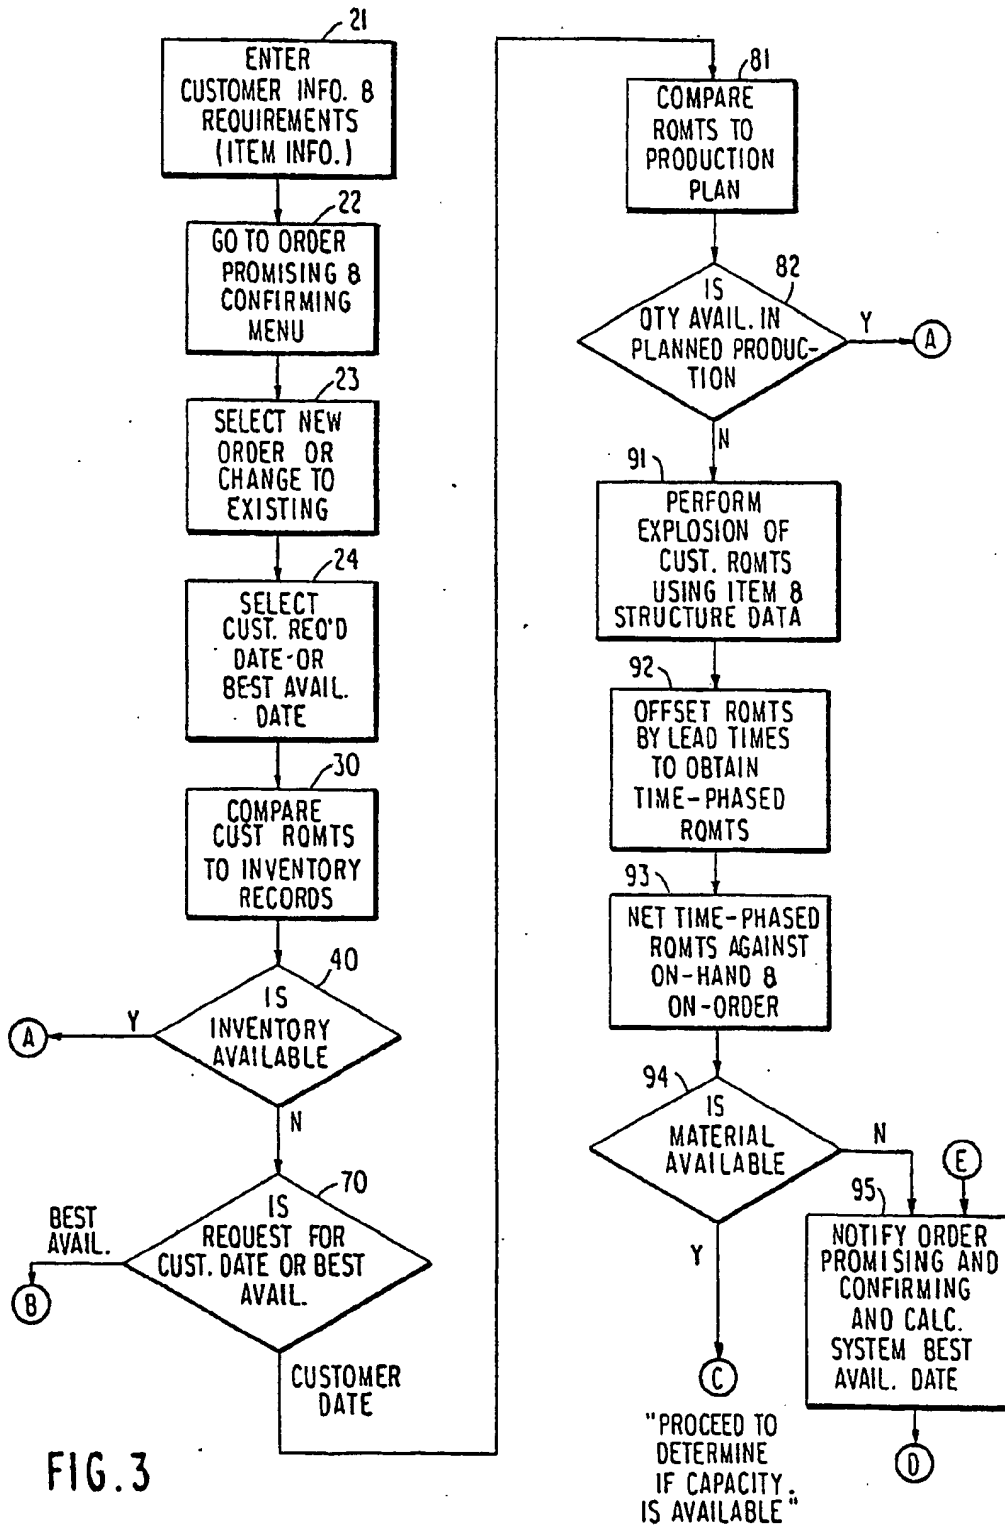 21
ENTER
CUSTOMER INFO. &
REQUIREMENTS
(ITEM INFO.)
22
GO TO ORDER
PROMISING &
CONFIRMING
MENU
23
SELECT NEW
ORDER OR
CHANGE TO
EXISTING
24
SELECT
CUST. REQ'D
DATE-OR
BEST AVAIL.
DATE
30
COMPARE
CUST RQMTS
TO INVENTORY
RECORDS
40
IS
INVENTORY
AVAILABLE
Y
A
N
70
IS
REQUEST FOR
CUST. DATE OR BEST
AVAIL.
BEST
AVAIL.
B
CUSTOMER
DATE
81
COMPARE
RQMTS TO
PRODUCTION
PLAN
82
IS
QTY AVAIL. IN
PLANNED PRODUC-
TION
Y
A
N
91
PERFORM
EXPLOSION OF
CUST. RQMTS
USING ITEM &
STRUCTURE DATA
92
OFFSET RQMTS
BY LEAD TIMES
TO OBTAIN
TIME-PHASED
RQMTS
93
NET TIME-PHASED
RQMTS AGAINST
ON-HAND &
ON-ORDER
94
IS
MATERIAL
AVAILABLE
N
E
95
NOTIFY ORDER
PROMISING AND
CONFIRMING
AND CALC.
SYSTEM BEST
AVAIL. DATE
D
Y
C
"PROCEED TO
DETERMINE
IF CAPACITY.
IS AVAILABLE"
FIG.3